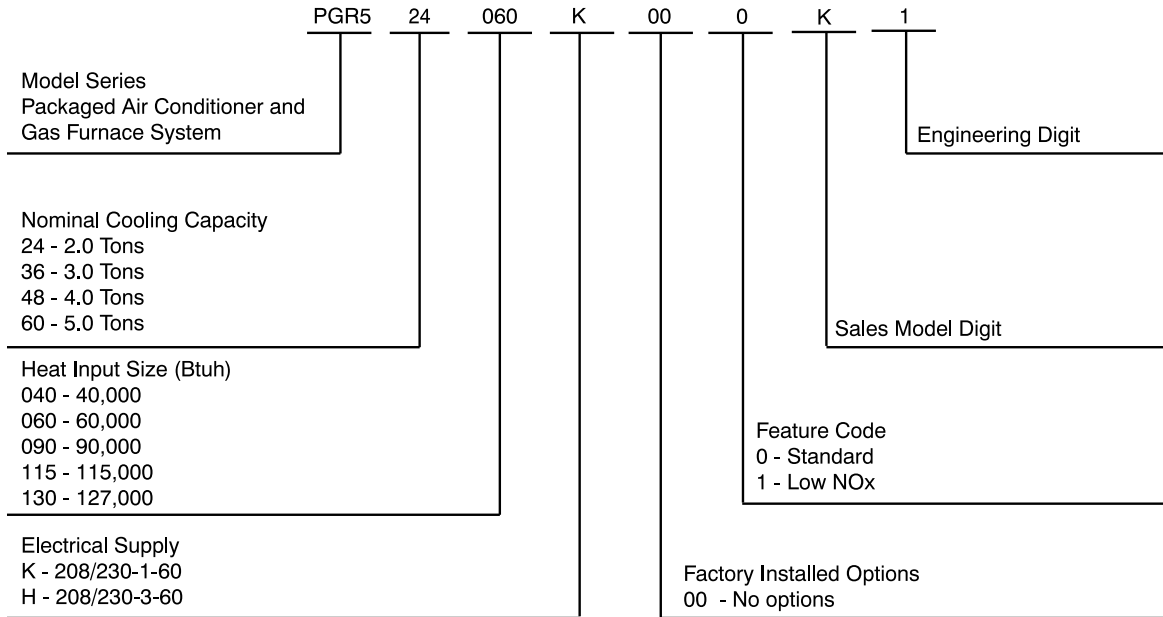 PGR5 24 060 K 00 0 K 1
Model Series
Packaged Air Conditioner and
Gas Furnace System
Engineering Digit
Nominal Cooling Capacity
24 - 2.0 Tons
36 - 3.0 Tons
48 - 4.0 Tons
60 - 5.0 Tons
Sales Model Digit
Heat Input Size (Btuh)
040 - 40,000
060 - 60,000
090 - 90,000
115 - 115,000
130 - 127,000
Feature Code
0 - Standard
1 - Low NOx
Electrical Supply
K - 208/230-1-60
H - 208/230-3-60
Factory Installed Options
00 - No options